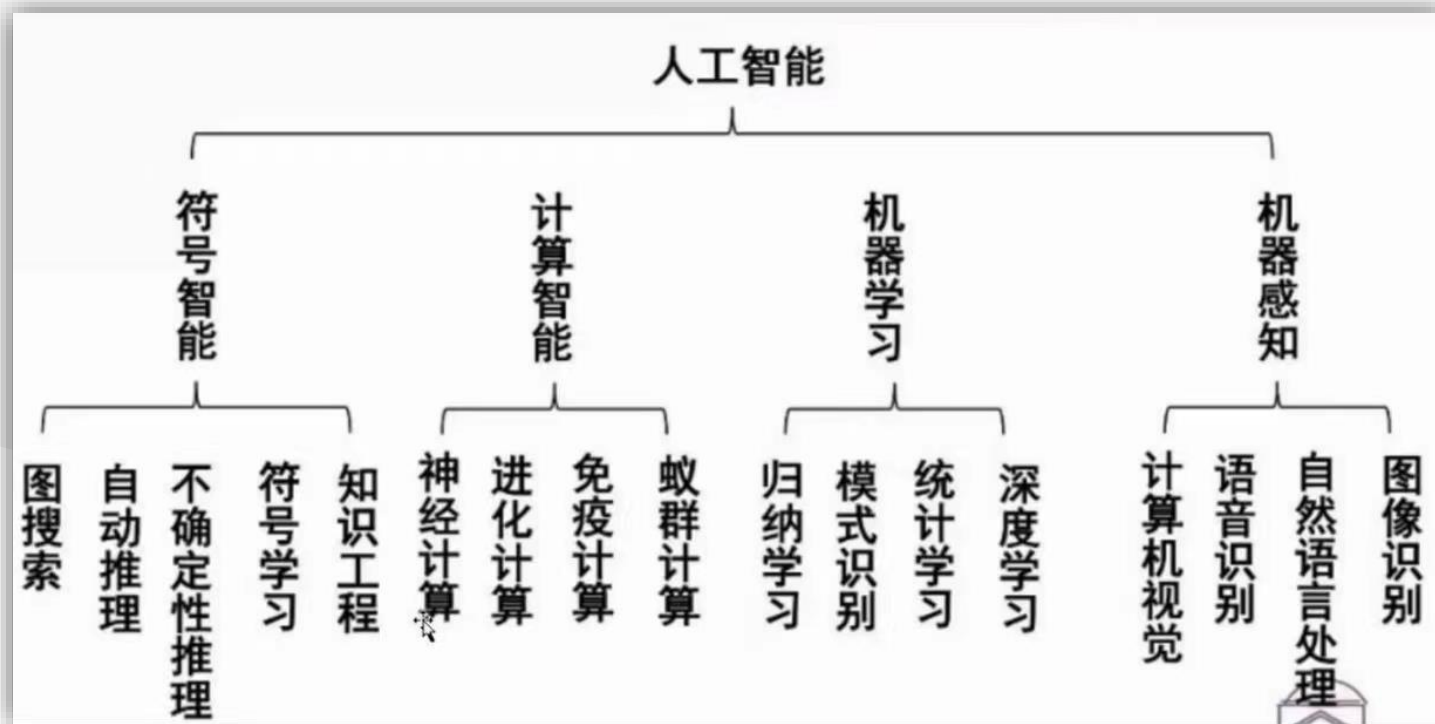 人工智能
符号智能
计算智能
机器学习
机器感知
图搜索
自动推理
不确定性推理
符号学习
知识工程
神经计算
进化计算
免疫计算
蚁群计算
归纳学习
模式识别
统计学习
深度学习
计算机视觉
语音识别
自然语言处理
图像识别